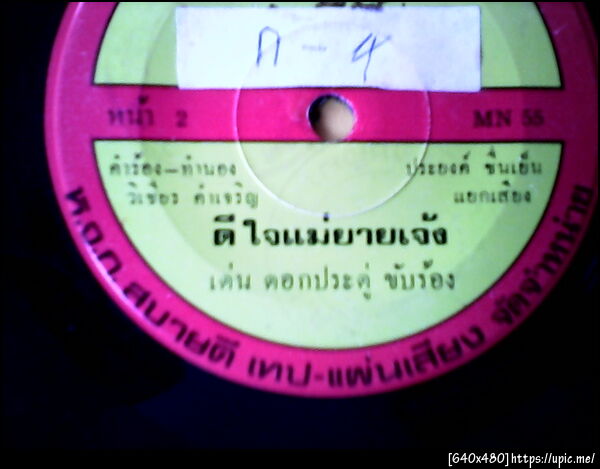 ก - 4
หน้า 2
MN 55
คำร้อง-ทำนอง
วิเชียร คำเจริญ
ประยงค์ ชื่นเย็น
แยกเสียง
ดีใจแม่ยายเจ้ง
เด่น ดอกประดู่ ขับร้อง
ห.จ.ก. สบายดี เทป-แผ่นเสียง จัดจำหน่าย
[640x480]https://upic.me/